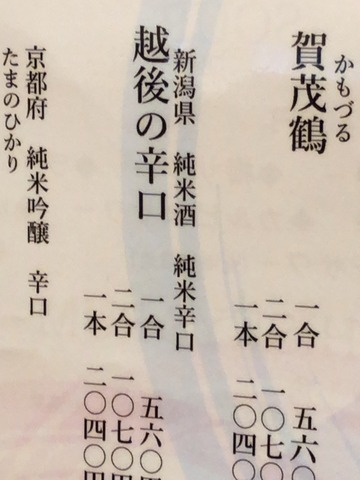 かもづる
賀茂鶴
一合 五六〇
二合 一〇〇
一本 二〇四〇
新潟県 純米酒 純米辛口
越後の辛口
一合 五六〇円
二合 一〇七〇円
一本 二〇四〇円
京都府 純米吟醸 辛口
たまのひかり